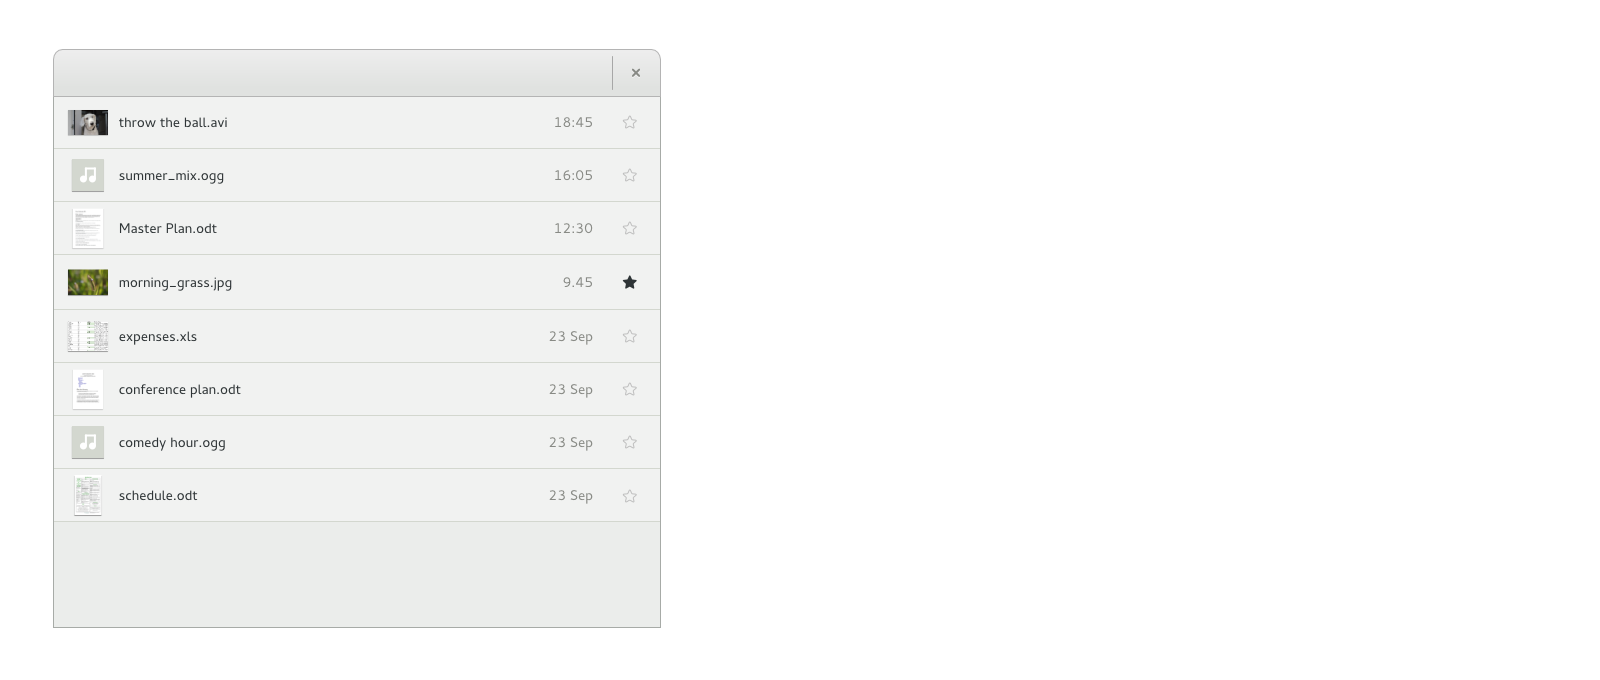 throw the ball.avi 18:45
summer_mix.ogg 16:05
Master Plan.odt 12:30
morning_grass.jpg 9.45
expenses.xls 23 Sep
conference plan.odt 23 Sep
comedy hour.ogg 23 Sep
schedule.odt 23 Sep